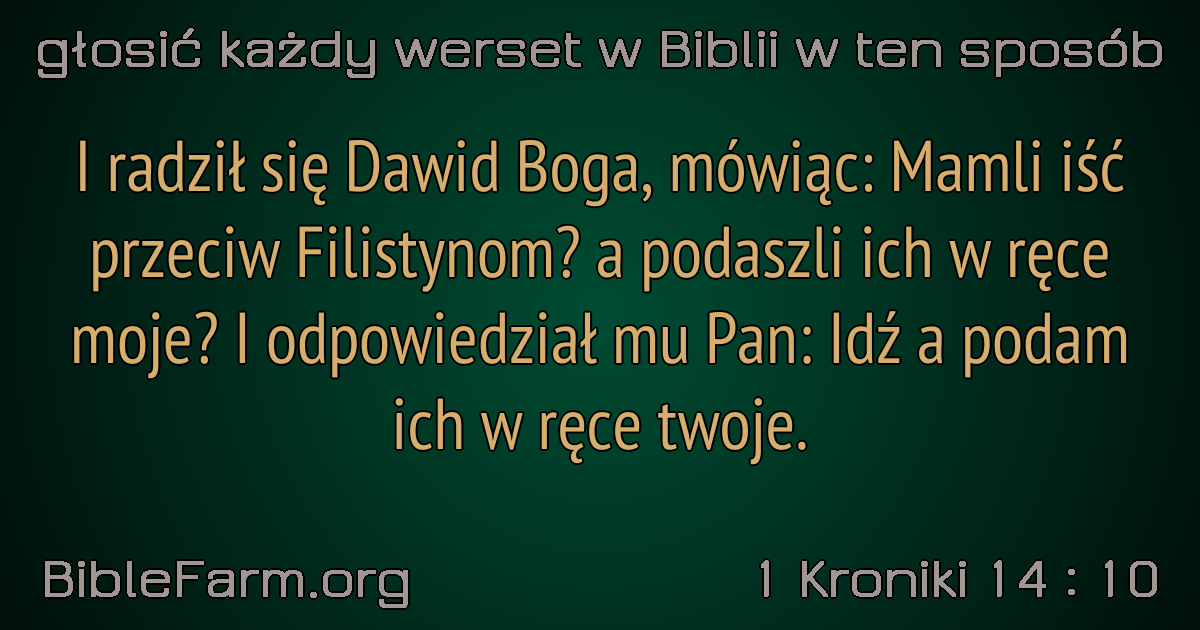 głosić każdy werset w Biblii w ten sposób
I radził się Dawid Boga, mówiąc: Mamli iść
przeciw Filistynom? a podaszli ich w ręce
moje? I odpowiedział mu Pan: Idź a podam
ich w ręce twoje.
BibleFarm.org
1 Kroniki 14 : 10